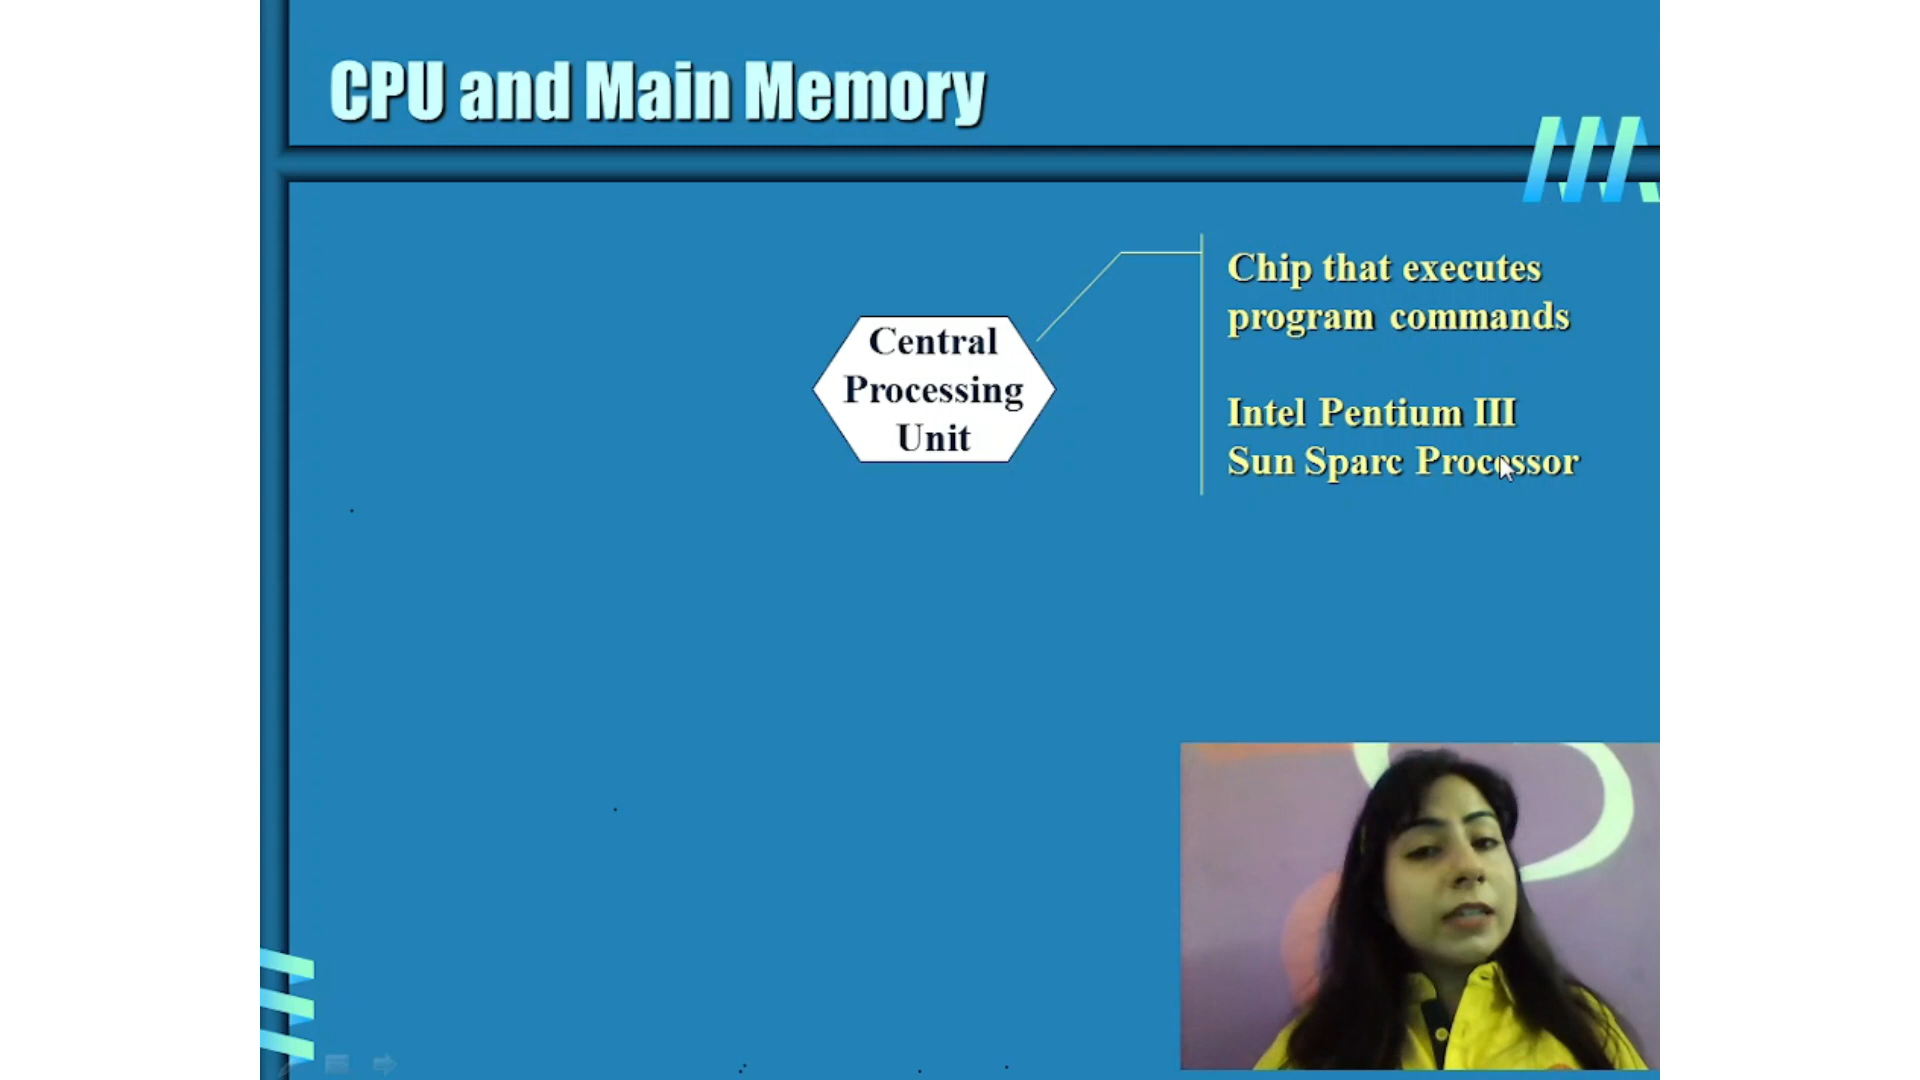 CPU and Main Memory
Central
Processing
Unit
Chip that executes
program commands
Intel Pentium III
Sun Sparc Processor